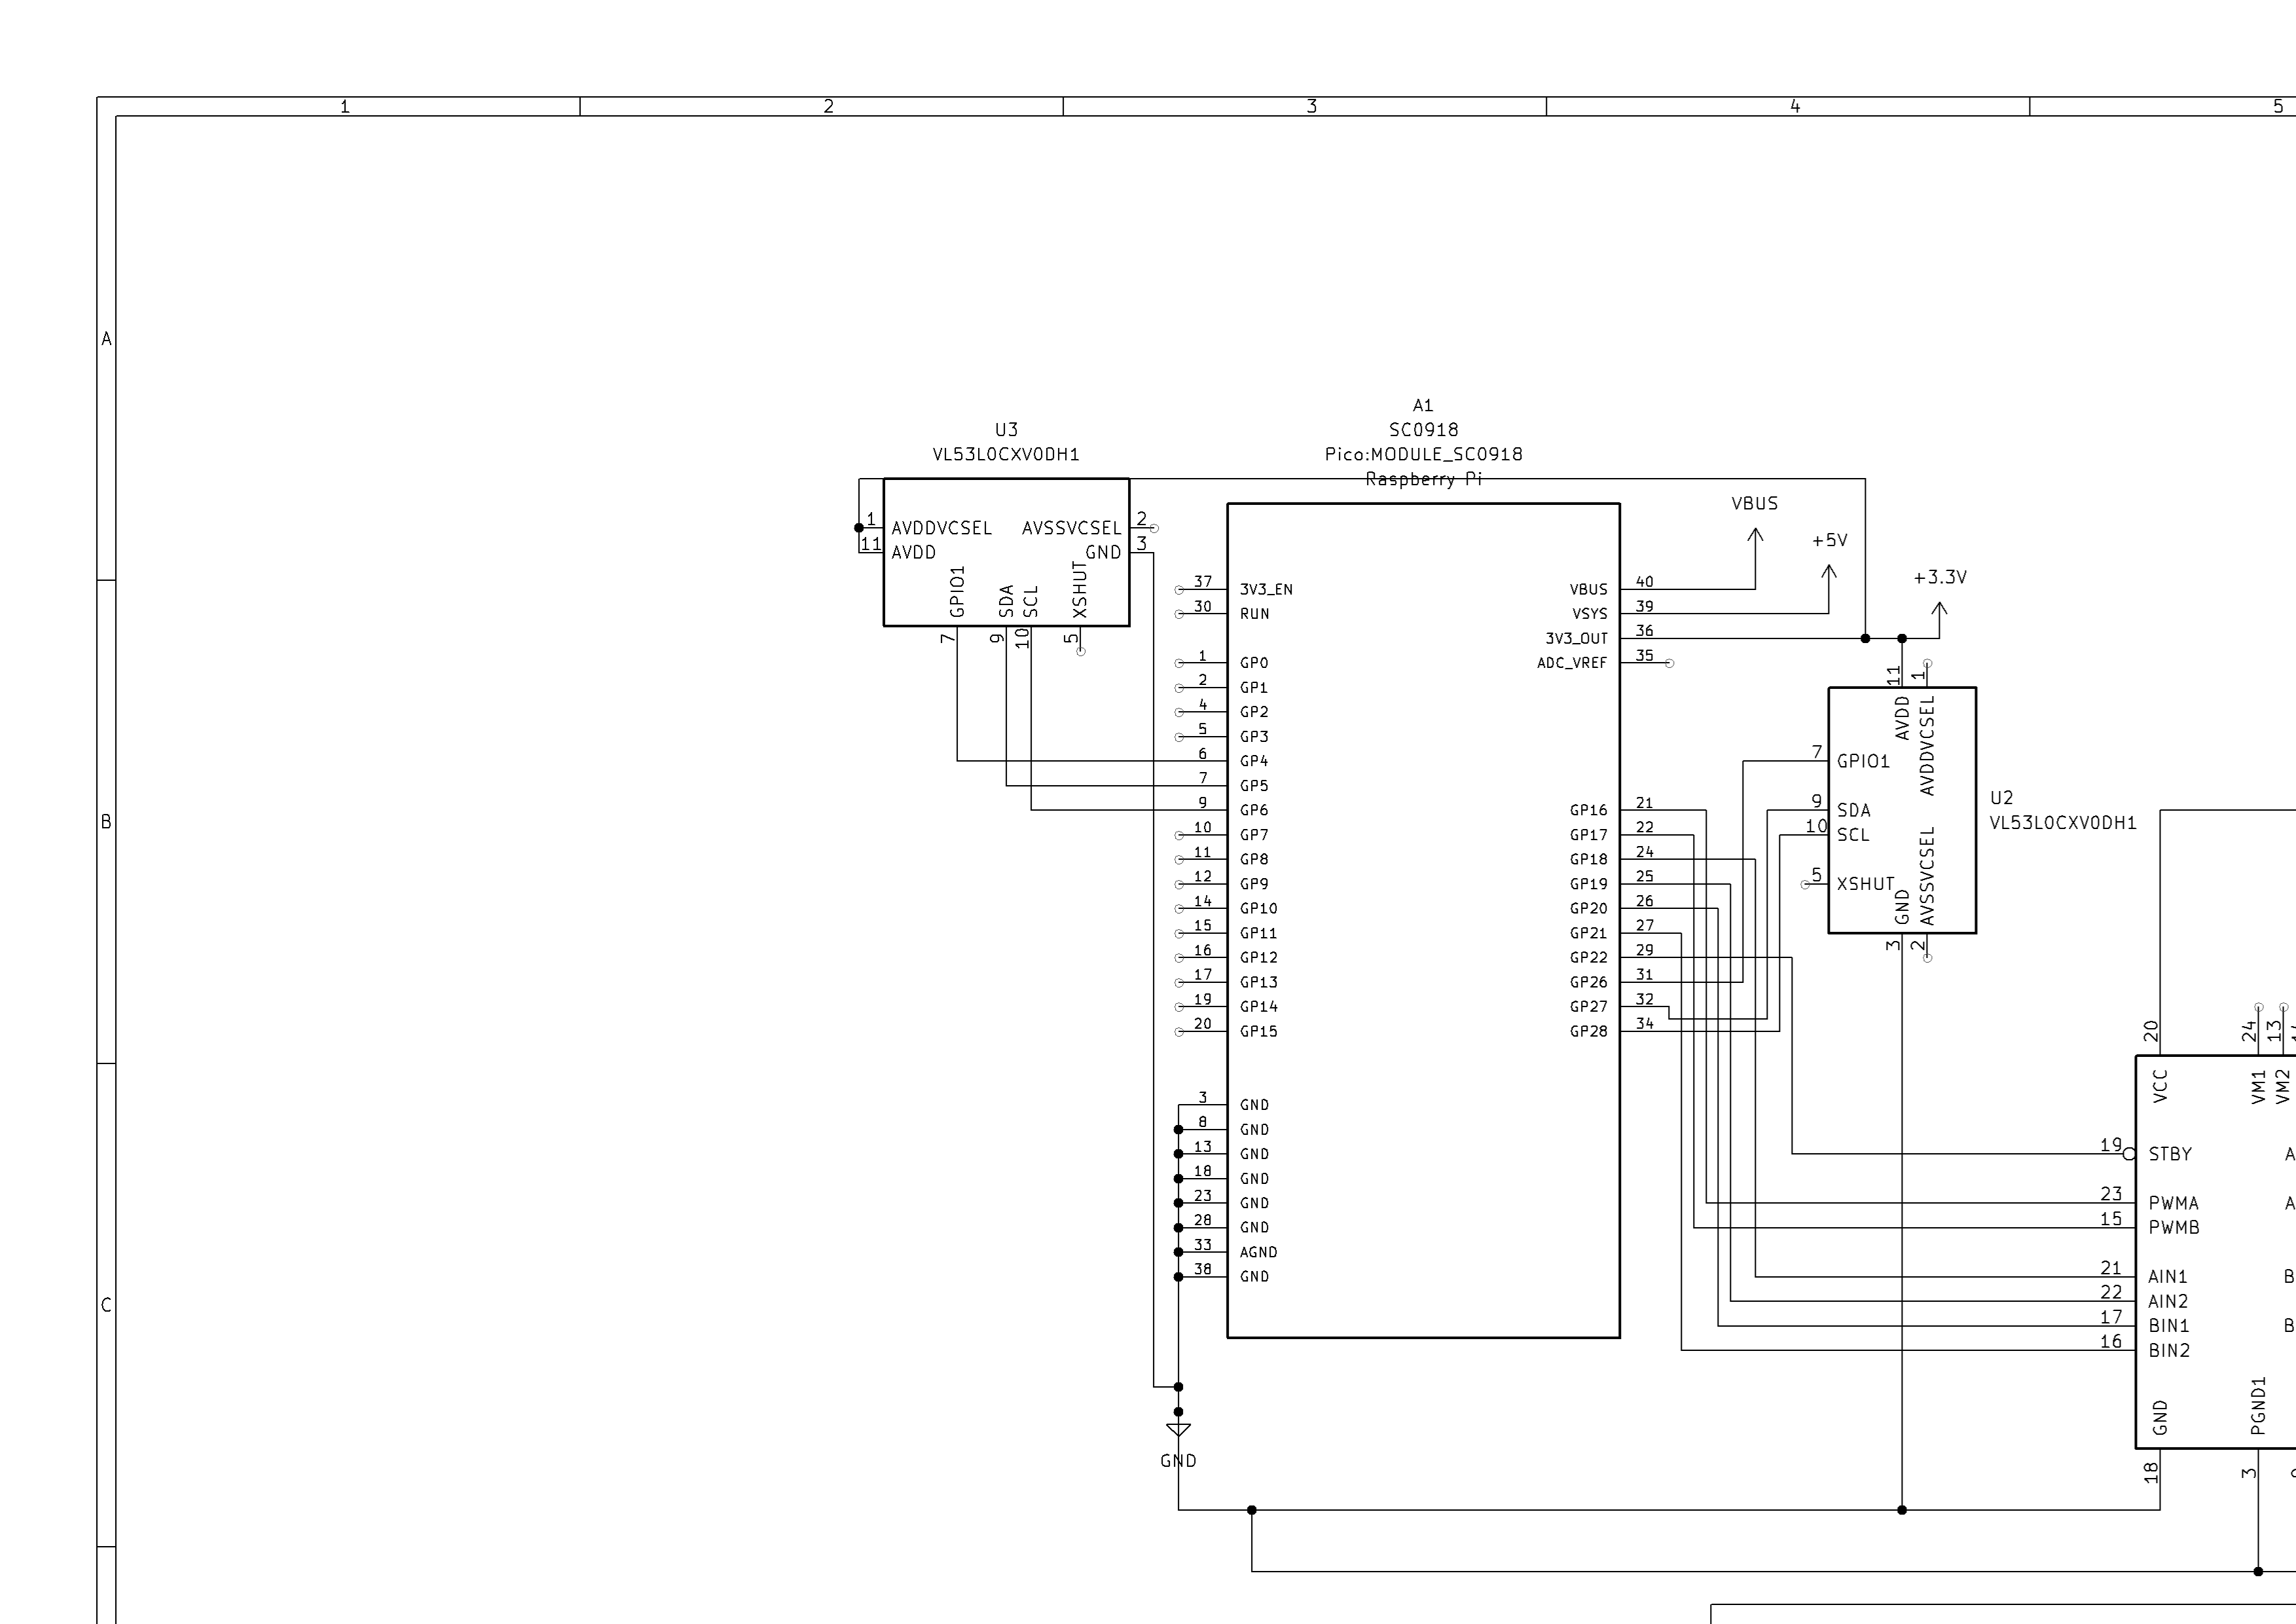 1 2 3 4 5
A
B
C
U3
VL53L0CXV0DH1
1 AVDDVCSEL
11 AVDD
AVSSVCSEL 2
GND 3
GPIO1 7
SDA 9
SCL 10
XSHUT 5
A1
SC0918
Pico:MODULE_SC0918
Raspberry Pi
37 3V3_EN
30 RUN
1 GP0
2 GP1
4 GP2
5 GP3
6 GP4
7 GP5
9 GP6
10 GP7
11 GP8
12 GP9
14 GP10
15 GP11
16 GP12
17 GP13
19 GP14
20 GP15
3 GND
8 GND
13 GND
18 GND
23 GND
28 GND
33 AGND
38 GND
GND
VBUS 40
VSYS 39
3V3_OUT 36
ADC_VREF 35
GP16 21
GP17 22
GP18 24
GP19 25
GP20 26
GP21 27
GP22 29
GP26 31
GP27 32
GP28 34
VBUS
+5V
+3.3V
11 AVDD
1 AVDDVCSEL
7 GPIO1
9 SDA
10 SCL
5 XSHUT
GND 3
AVSSVCSEL 2
U2
VL53L0CXV0DH1
20 VCC
24 VM1
13 VM2
19 STBY
23 PWMA
15 PWMB
21 AIN1
22 AIN2
17 BIN1
16 BIN2
GND 18
PGND1 3
A
A
B
B